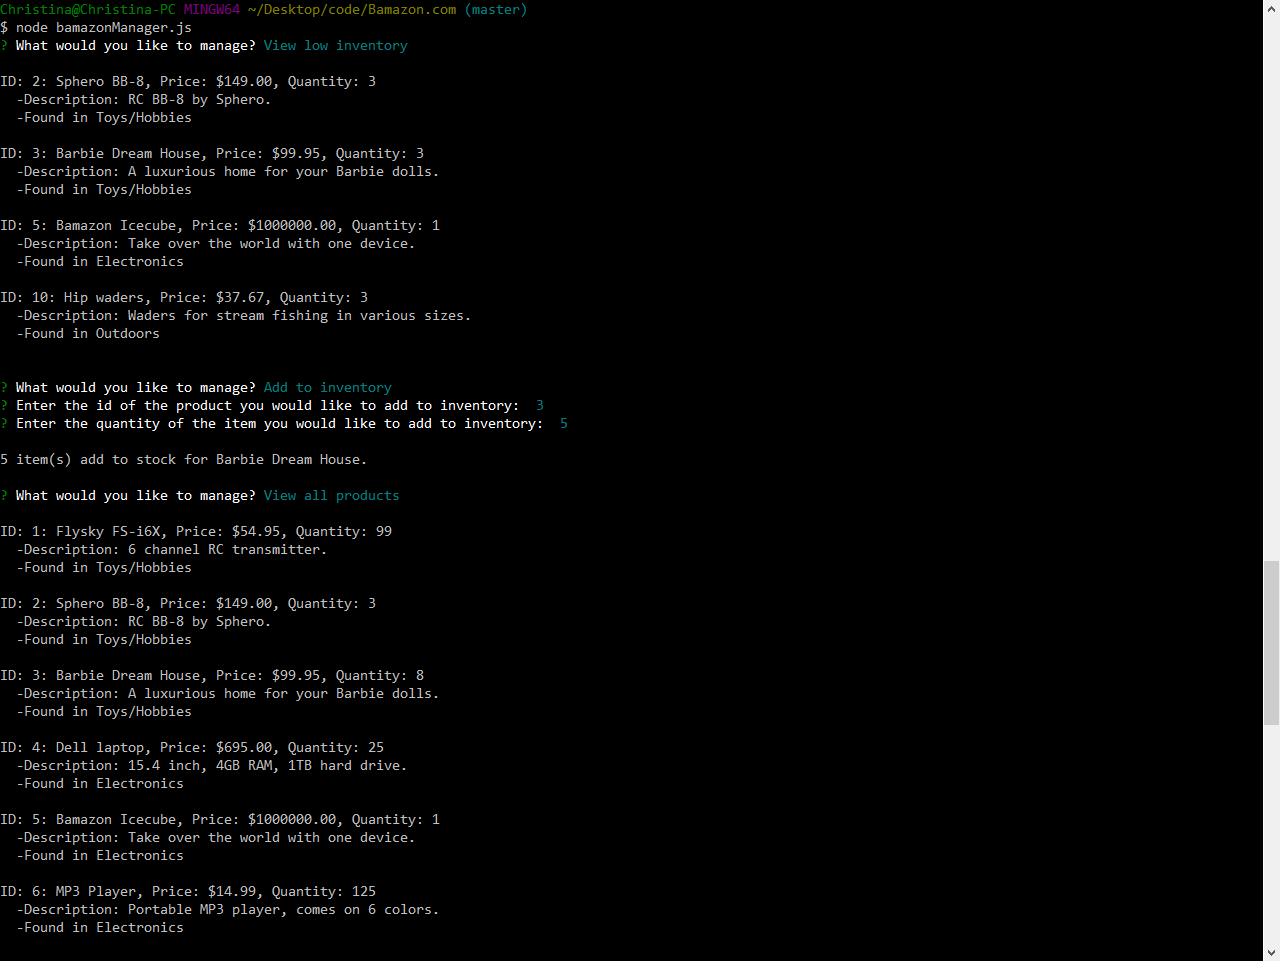 Christina@Christina-PC MINGW64 ~/Desktop/code/Bamazon.com (master)
$ node bamazonManager.js
? What would you like to manage? View low inventory
ID: 2: Sphero BB-8, Price: $149.00, Quantity: 3
-Description: RC BB-8 by Sphero.
-Found in Toys/Hobbies
ID: 3: Barbie Dream House, Price: $99.95, Quantity: 3
-Description: A luxurious home for your Barbie dolls.
-Found in Toys/Hobbies
ID: 5: Bamazon Icecube, Price: $1000000.00, Quantity: 1
-Description: Take over the world with one device.
-Found in Electronics
ID: 10: Hip waders, Price: $37.67, Quantity: 3
-Description: Waders for stream fishing in various sizes.
-Found in Outdoors
? What would you like to manage? Add to inventory
? Enter the id of the product you would like to add to inventory:  3
? Enter the quantity of the item you would like to add to inventory:  5
5 item(s) add to stock for Barbie Dream House.
? What would you like to manage? View all products
ID: 1: Flysky FS-i6X, Price: $54.95, Quantity: 99
-Description: 6 channel RC transmitter.
-Found in Toys/Hobbies
ID: 2: Sphero BB-8, Price: $149.00, Quantity: 3
-Description: RC BB-8 by Sphero.
-Found in Toys/Hobbies
ID: 3: Barbie Dream House, Price: $99.95, Quantity: 8
-Description: A luxurious home for your Barbie dolls.
-Found in Toys/Hobbies
ID: 4: Dell laptop, Price: $695.00, Quantity: 25
-Description: 15.4 inch, 4GB RAM, 1TB hard drive.
-Found in Electronics
ID: 5: Bamazon Icecube, Price: $1000000.00, Quantity: 1
-Description: Take over the world with one device.
-Found in Electronics
ID: 6: MP3 Player, Price: $14.99, Quantity: 125
-Description: Portable MP3 player, comes on 6 colors.
-Found in Electronics